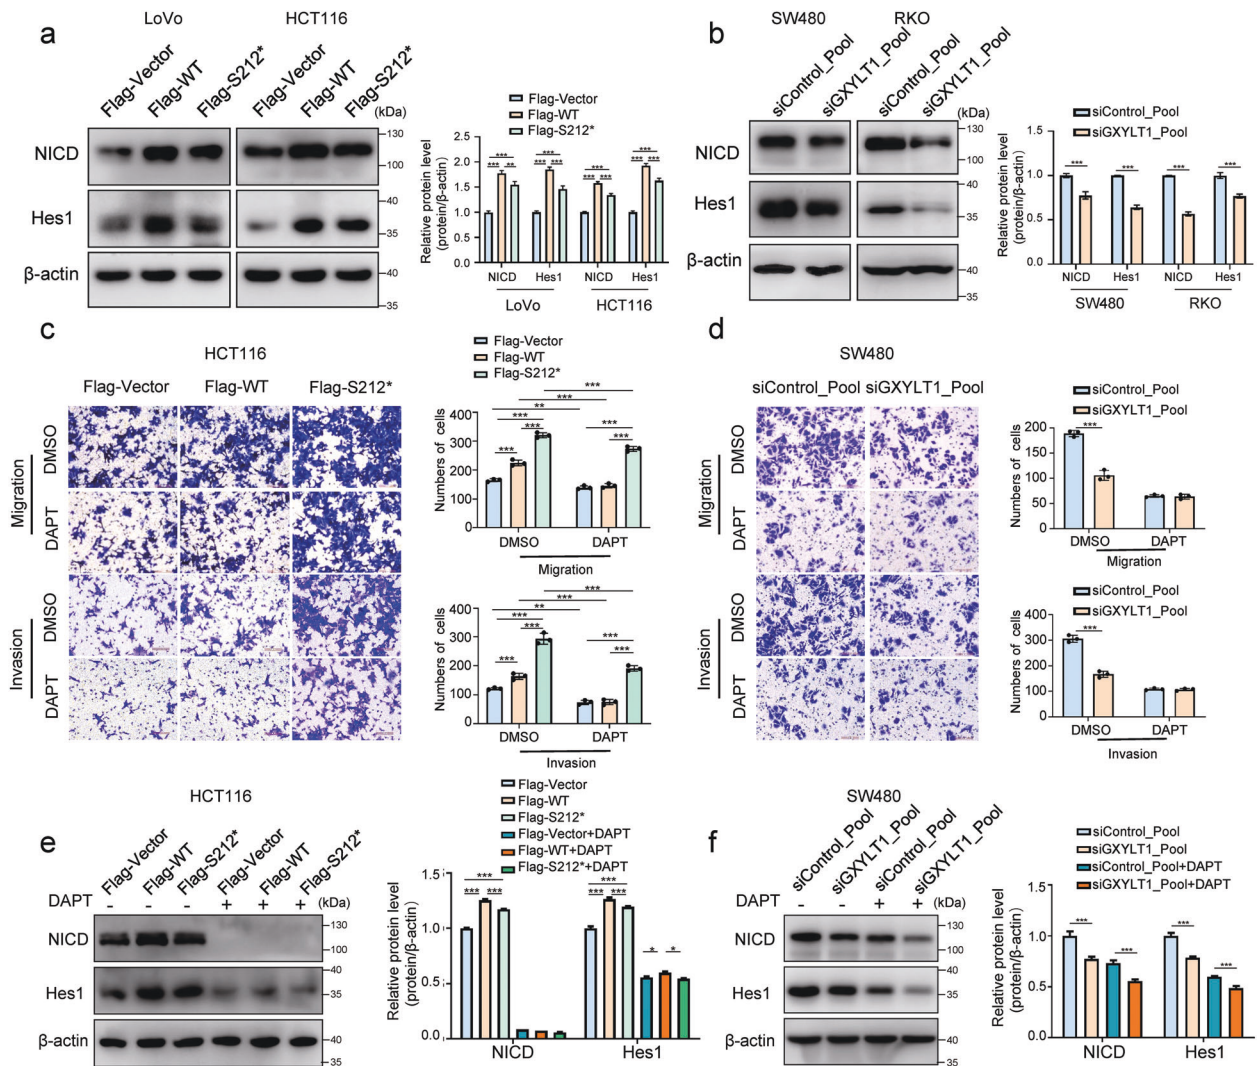 a
LoVo
HCT116
Flag-Vector
Flag-WT
Flag-S212*
Flag-Vector
Flag-WT
Flag-S212*
(kDa)
NICD
130
100
Hes1
40
35
β-actin
40
35
Flag-Vector
Flag-WT
Flag-S212*
Relative protein level
(protein/β-actin)
2.5
2.0
1.5
1.0
0.5
0.0
*** *** **
*** *** ***
*** *** ***
*** *** ***
NICD Hes1 NICD Hes1
LoVo HCT116
b
SW480
RKO
siControl_Pool
siGXYLT1_Pool
siControl_Pool
siGXYLT1_Pool
(kDa)
NICD
130
100
Hes1
40
35
β-actin
40
35
siControl_Pool
siGXYLT1_Pool
Relative protein level
(protein/β-actin)
1.5
1.0
0.5
0.0
*** *** *** ***
NICD Hes1 NICD Hes1
SW480 RKO
c
HCT116
Flag-Vector Flag-WT Flag-S212*
Migration
DMSO
DAPT
Invasion
DMSO
DAPT
Flag-Vector
Flag-WT
Flag-S212*
Numbers of cells
400
300
200
100
0
***
***
**
*** ***
***
*** ***
DMSO DAPT
Migration
Numbers of cells
400
300
200
100
0
***
***
**
*** ***
***
*** ***
DMSO DAPT
Invasion
d
SW480
siControl_Pool siGXYLT1_Pool
Migration
DMSO
DAPT
Invasion
DMSO
DAPT
siControl_Pool
siGXYLT1_Pool
Numbers of cells
200
150
100
50
0
***
DMSO DAPT
Migration
siControl_Pool
siGXYLT1_Pool
Numbers of cells
400
300
200
100
0
***
DMSO DAPT
Invasion
e
HCT116
Flag-Vector
Flag-WT
Flag-S212*
Flag-Vector
Flag-WT
Flag-S212*
DAPT - - - + + + (kDa)
NICD
130
100
Hes1
40
35
β-actin
40
35
Flag-Vector
Flag-WT
Flag-S212*
Flag-Vector+DAPT
Flag-WT+DAPT
Flag-S212*+DAPT
Relative protein level
(protein/β-actin)
1.5
1.0
0.5
0.0
*** ***
*** *** *** ***
* *
NICD Hes1
f
SW480
siControl_Pool
siGXYLT1_Pool
siControl_Pool
siGXYLT1_Pool
DAPT - - + + (kDa)
NICD
130
100
Hes1
40
35
β-actin
40
35
siControl_Pool
siGXYLT1_Pool
siControl_Pool+DAPT
siGXYLT1_Pool+DAPT
Relative protein level
(protein/β-actin)
1.5
1.0
0.5
0.0
*** *** *** ***
NICD Hes1